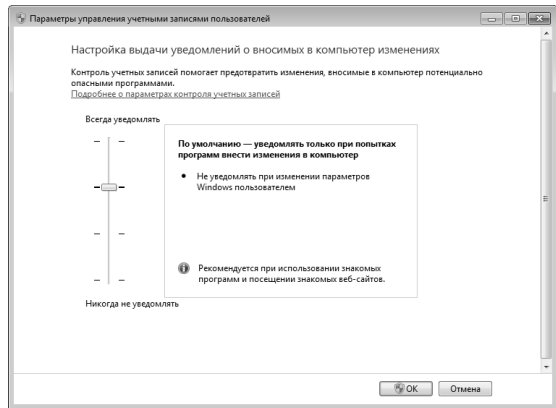 Параметры управления учетными записями пользователей
Настройка выдачи уведомлений о вносимых в компьютер изменениях
Контроль учетных записей помогает предотвратить изменения, вносимые в компьютер потенциально
опасными программами.
Подробнее о параметрах контроля учетных записей
Всегда уведомлять
По умолчанию — уведомлять только при попытках
программ внести изменения в компьютер
• Не уведомлять при изменении параметров
Windows пользователем
Рекомендуется при использовании знакомых
программ и посещении знакомых веб-сайтов.
Никогда не уведомлять
OK Отмена